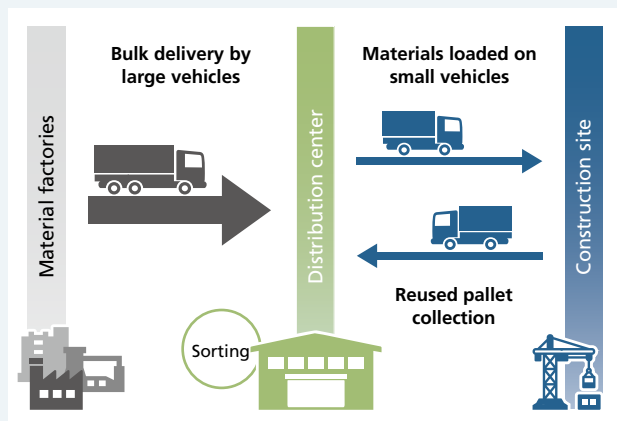 Bulk delivery by
large vehicles
Materials loaded on
small vehicles
Material factories
Distribution center
Construction site
Reused pallet
collection
Sorting